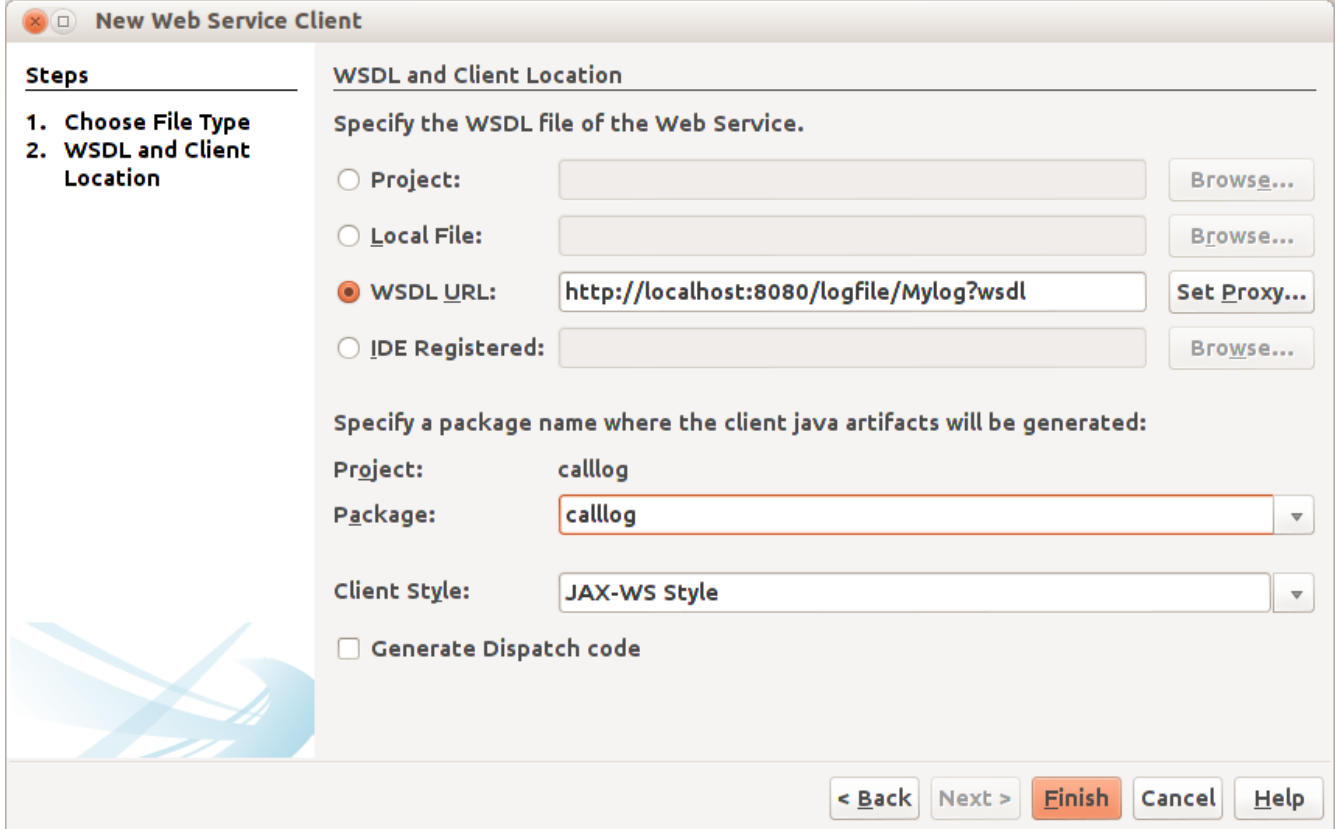 New Web Service Client
Steps
1. Choose File Type
2. WSDL and Client
Location
WSDL and Client Location
Specify the WSDL file of the Web Service.
Project:
Browse...
Local File:
Browse...
WSDL URL: http://localhost:8080/logfile/Mylog?wsdl Set Proxy...
IDE Registered:
Browse...
Specify a package name where the client java artifacts will be generated:
Project: calllog
Package: calllog
Client Style: JAX-WS Style
Generate Dispatch code
< Back Next > Finish Cancel Help